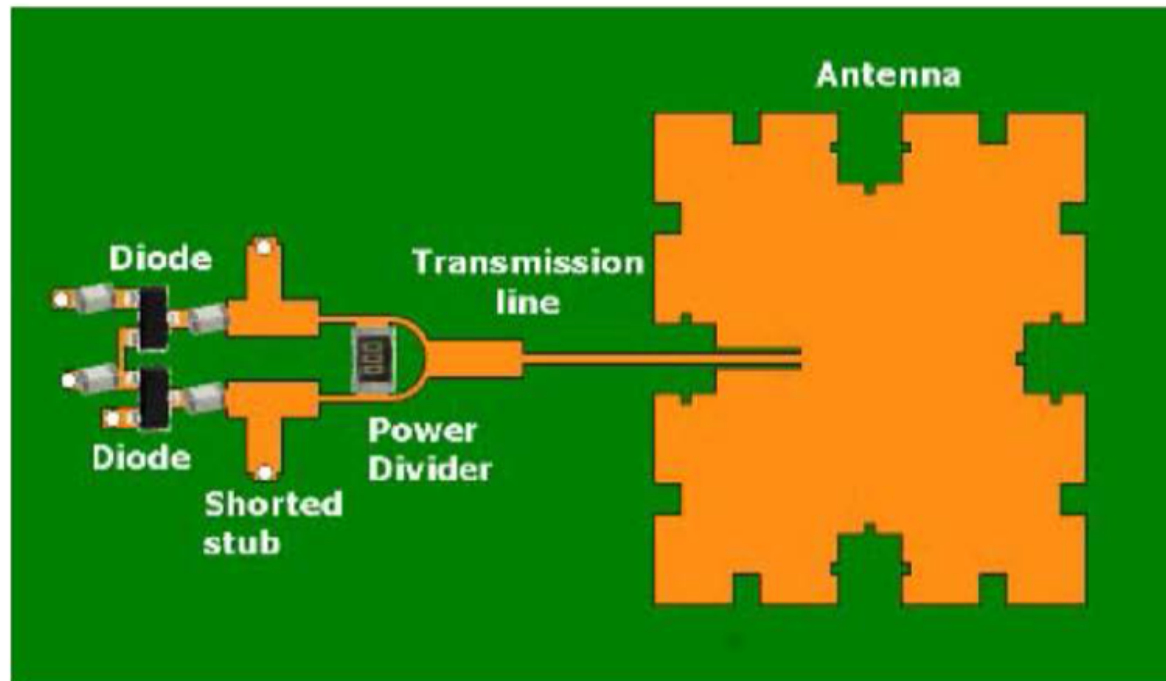 Antenna
Diode
Transmission
line
Power
Divider
Diode
Shorted
stub